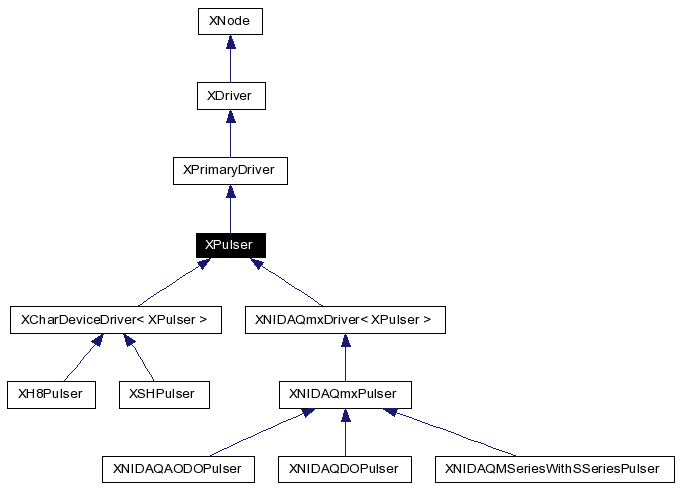 XNode
XDriver
XPrimaryDriver
XPulser
XCharDeviceDriver< XPulser >
XNIDAQmxDriver< XPulser >
XH8Pulser
XSHPulser
XNIDAQmxPulser
XNIDAQAODOPulser
XNIDAQDOPulser
XNIDAQMSeriesWithSSeriesPulser